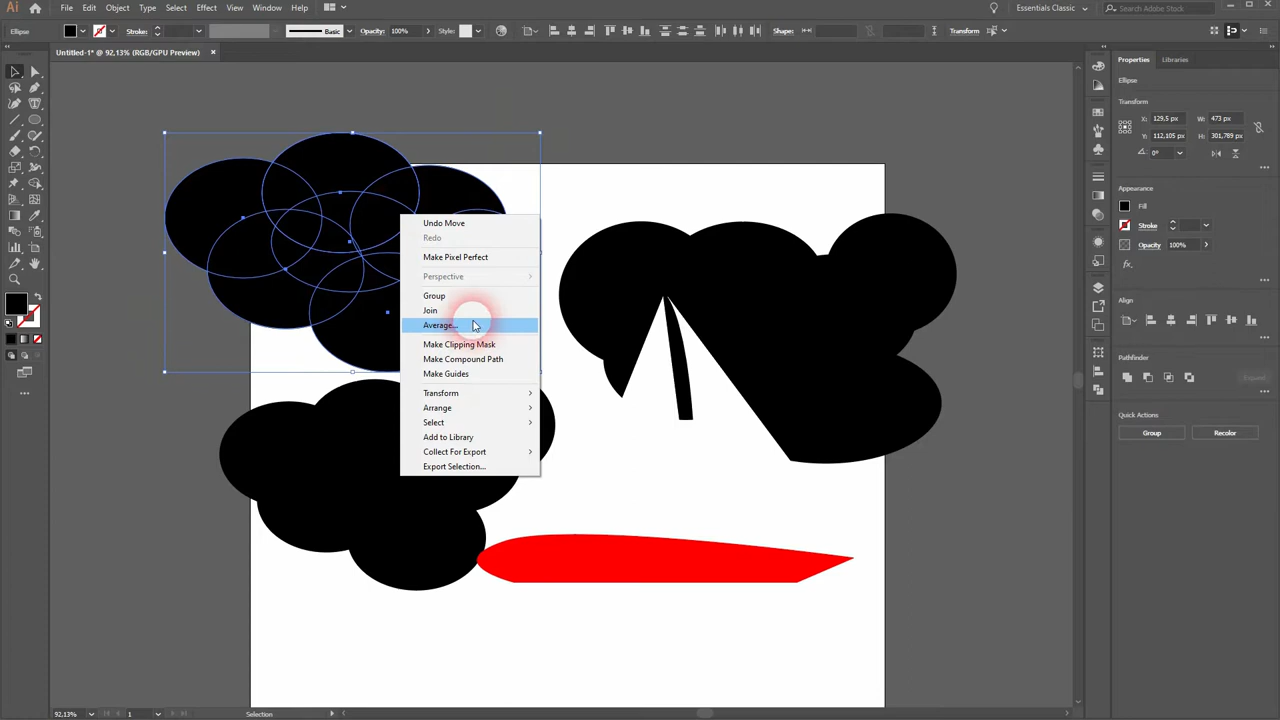 Ai File Edit Object Type Select Effect View Window Help Essentials Classic Search Adobe Stock
Ellipse Stroke: Basic Opacity: 100% Style: Shape: Transform
Untitled-1* @ 92,13% (RGB/GPU Preview) ×
Properties Libraries
Ellipse
Transform
X: 129,5 px W: 473 px
Y: 112,105 px H: 301,789 px
0°
Appearance
Fill
Stroke
Opacity 100%
fx.
Align
Pathfinder
Expand
Quick Actions
Group Recolor
Undo Move
Redo
Make Pixel Perfect
Perspective
Group
Join
Average...
Make Clipping Mask
Make Compound Path
Make Guides
Transform
Arrange
Select
Add to Library
Collect For Export
Export Selection...
92,13% 1 Selection